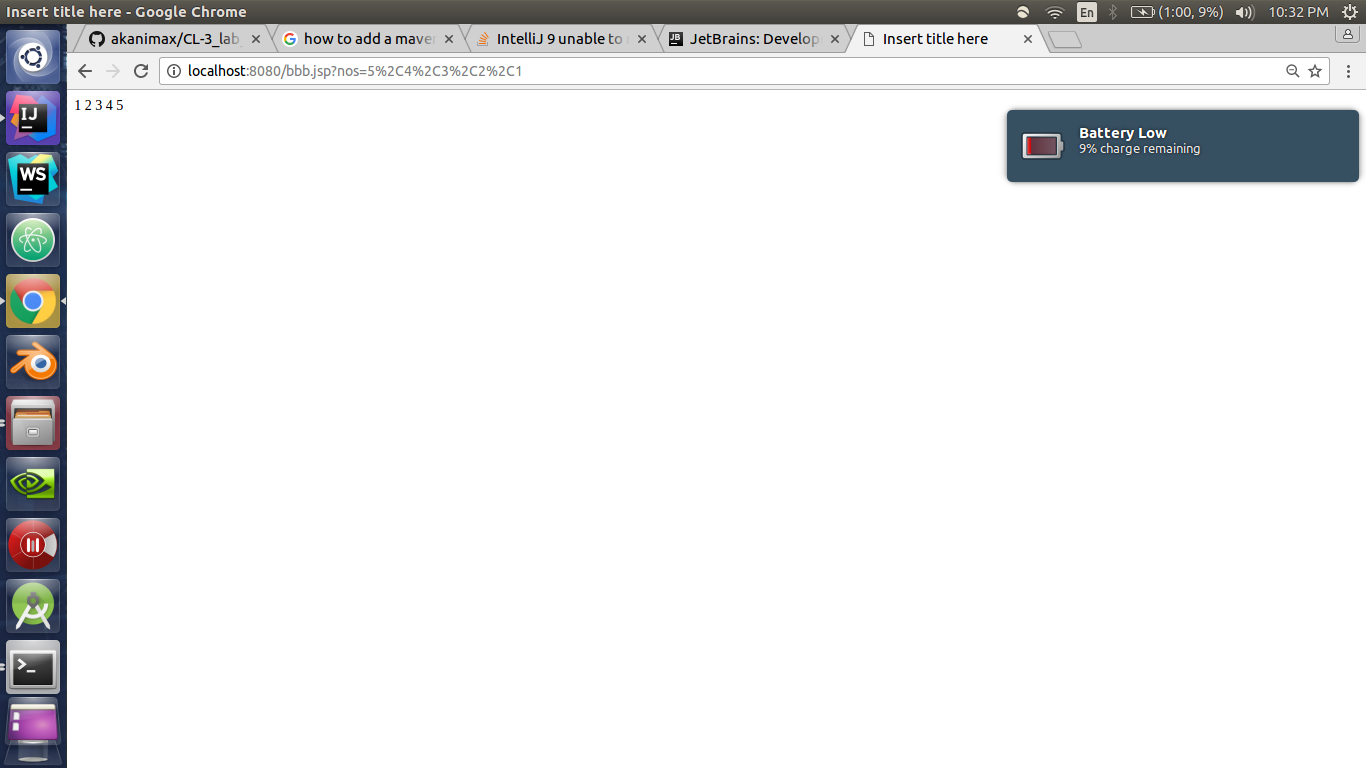 Insert title here - Google Chrome
En
(1:00, 9%)
10:32 PM
akanimax/CL-3_lab
how to add a mave
IntelliJ 9 unable to
JetBrains: Develop
Insert title here
localhost:8080/bbb.jsp?nos=5%2C4%2C3%2C2%2C1
1 2 3 4 5
Battery Low
9% charge remaining
IJ
WS
>_